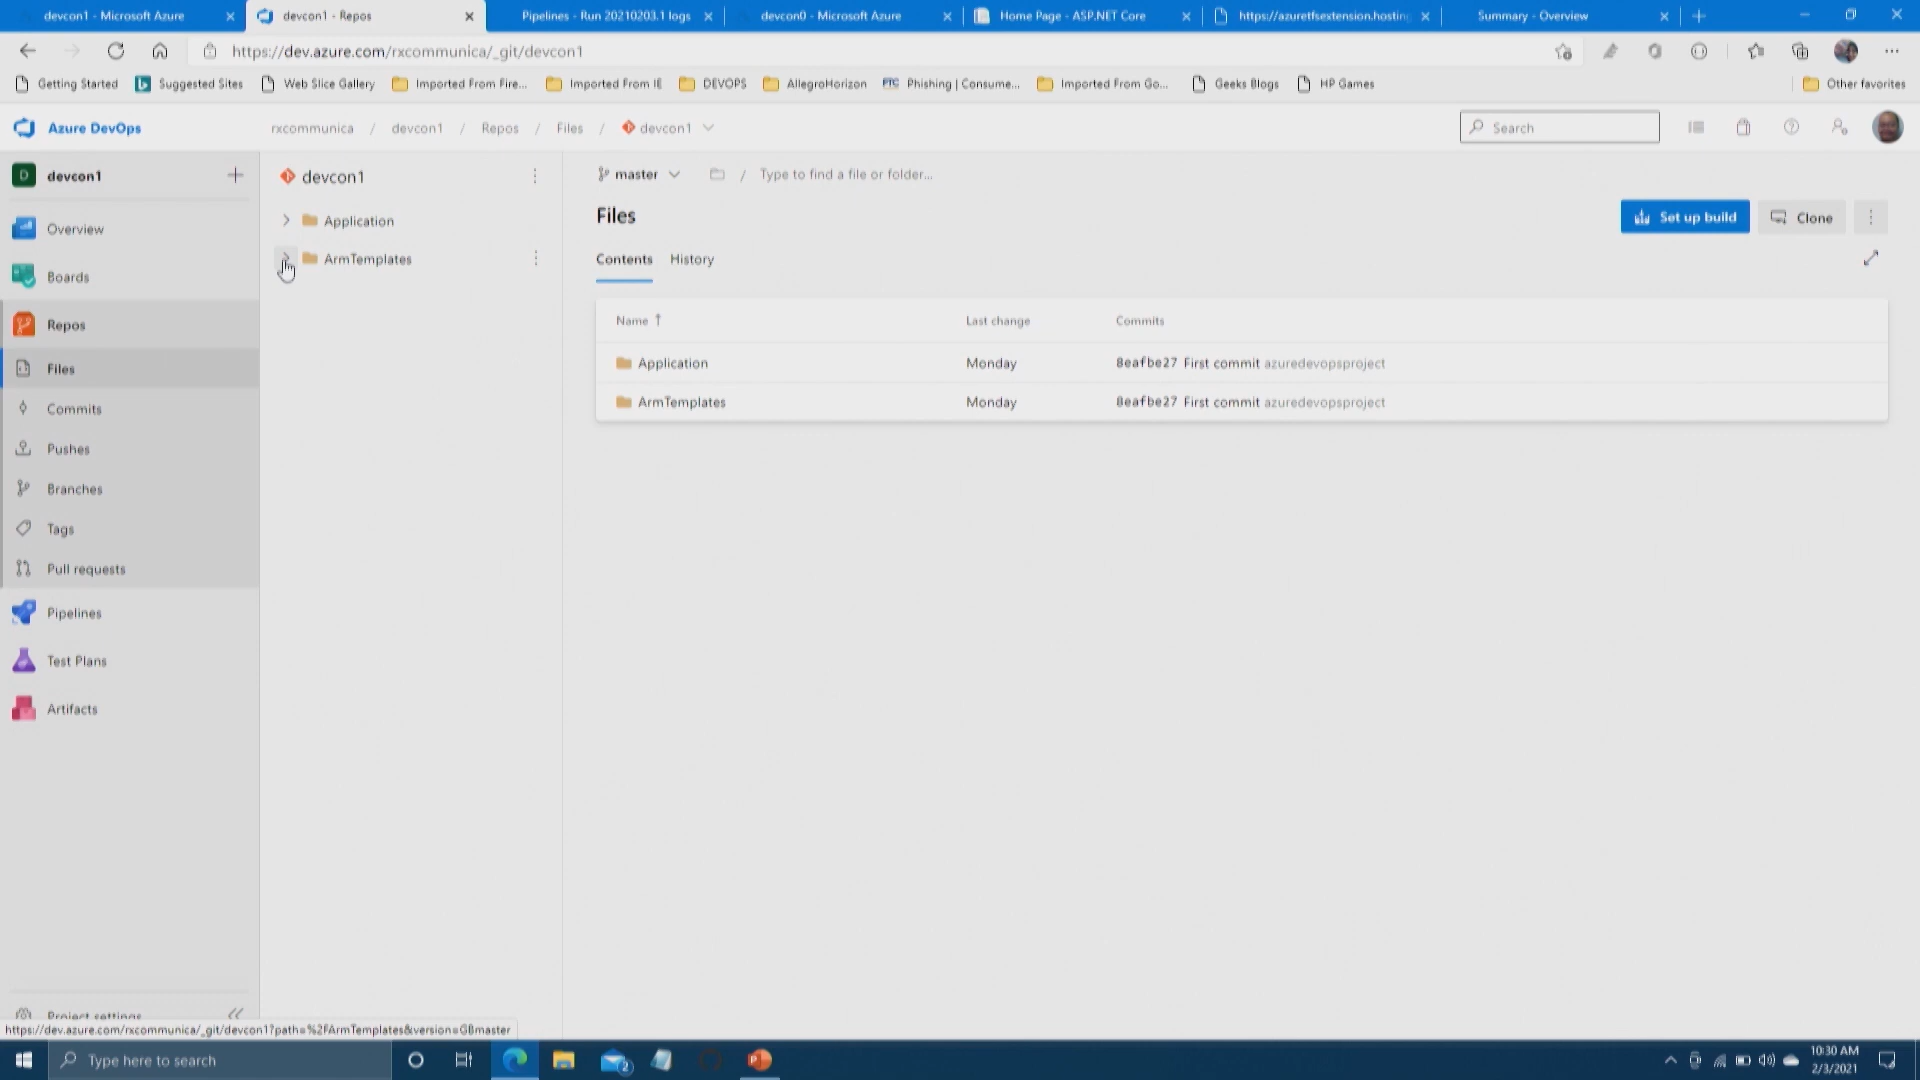 devcon1 - Microsoft Azure
devcon1 - Repos
Pipelines - Run 20210203.1 logs
devcon0 - Microsoft Azure
Home Page - ASP.NET Core
https://azuretfsextension.hosting
Summary - Overview
https://dev.azure.com/rxcommunica/_git/devcon1
Getting Started
Suggested Sites
Web Slice Gallery
Imported From Fire...
Imported From IE
DEVOPS
AllegroHorizon
FTC Phishing | Consume...
Imported From Go...
Geeks Blogs
HP Games
Other favorites
Azure DevOps
rxcommunica / devcon1 / Repos / Files / devcon1
Search
D devcon1
Overview
Boards
Repos
Files
Commits
Pushes
Branches
Tags
Pull requests
Pipelines
Test Plans
Artifacts
Project settings
devcon1
Application
ArmTemplates
master
/ Type to find a file or folder...
Files
Set up build
Clone
Contents
History
Name ↑ Last change Commits
Application Monday 8eafbe27 First commit azuredevopsproject
ArmTemplates Monday 8eafbe27 First commit azuredevopsproject
https://dev.azure.com/rxcommunica/_git/devcon1?path=%2FArmTemplates&version=GBmaster
Type here to search
2
10:30 AM
2/3/2021